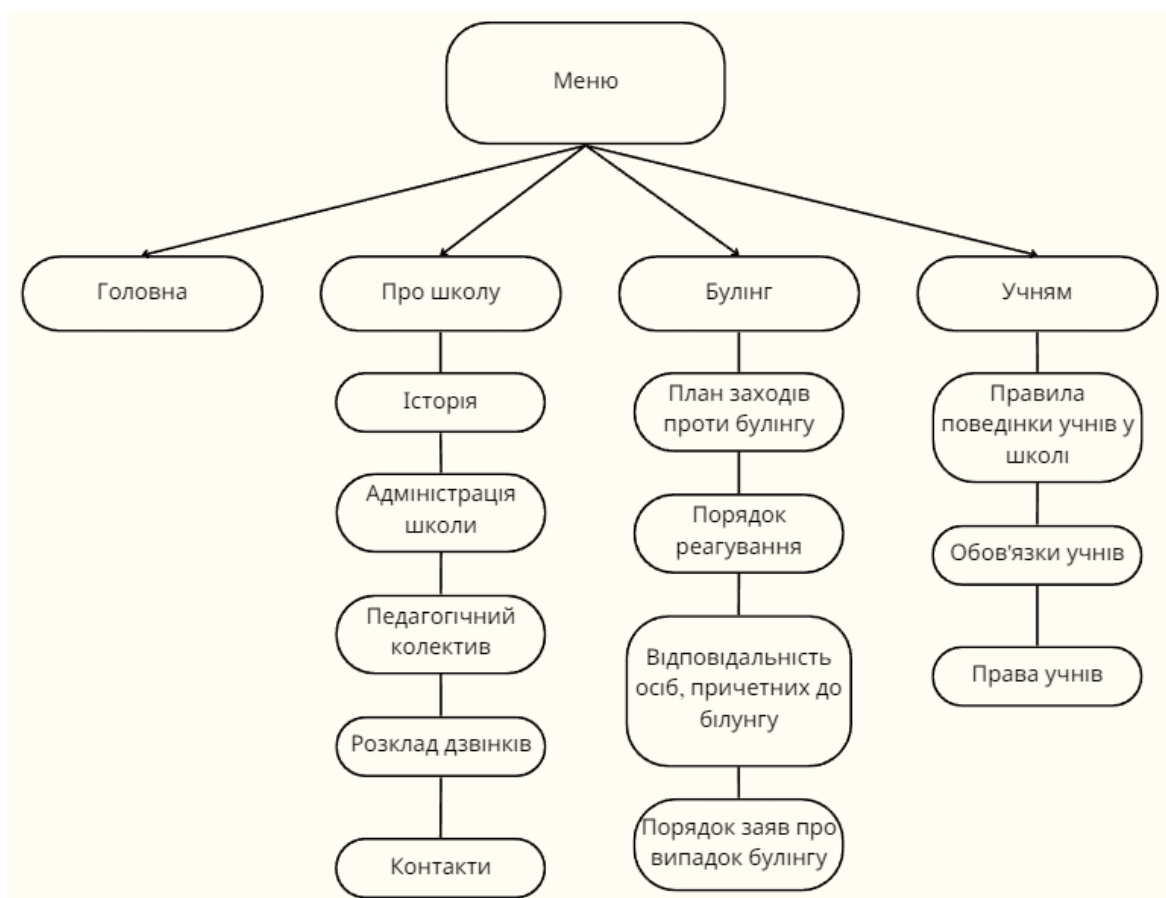 Меню
Головна
Про школу
Булінг
Учням
Історія
Адміністрація
школи
Педагогічний
колектив
Розклад дзвінків
Контакти
План заходів
проти булінгу
Порядок
реагування
Відповідальність
осіб, причетних до
білунгу
Порядок заяв про
випадок булінгу
Правила
поведінки учнів у
школі
Обов'язки учнів
Права учнів